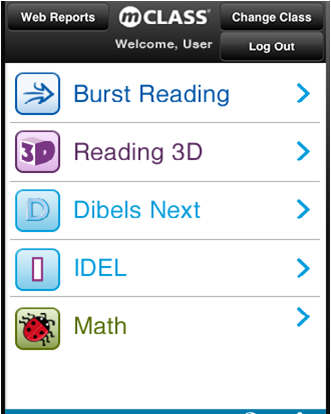 Web Reports
mCLASS®
Change Class
Welcome, User
Log Out
Burst Reading
3D Reading 3D
D Dibels Next
IDEL
Math